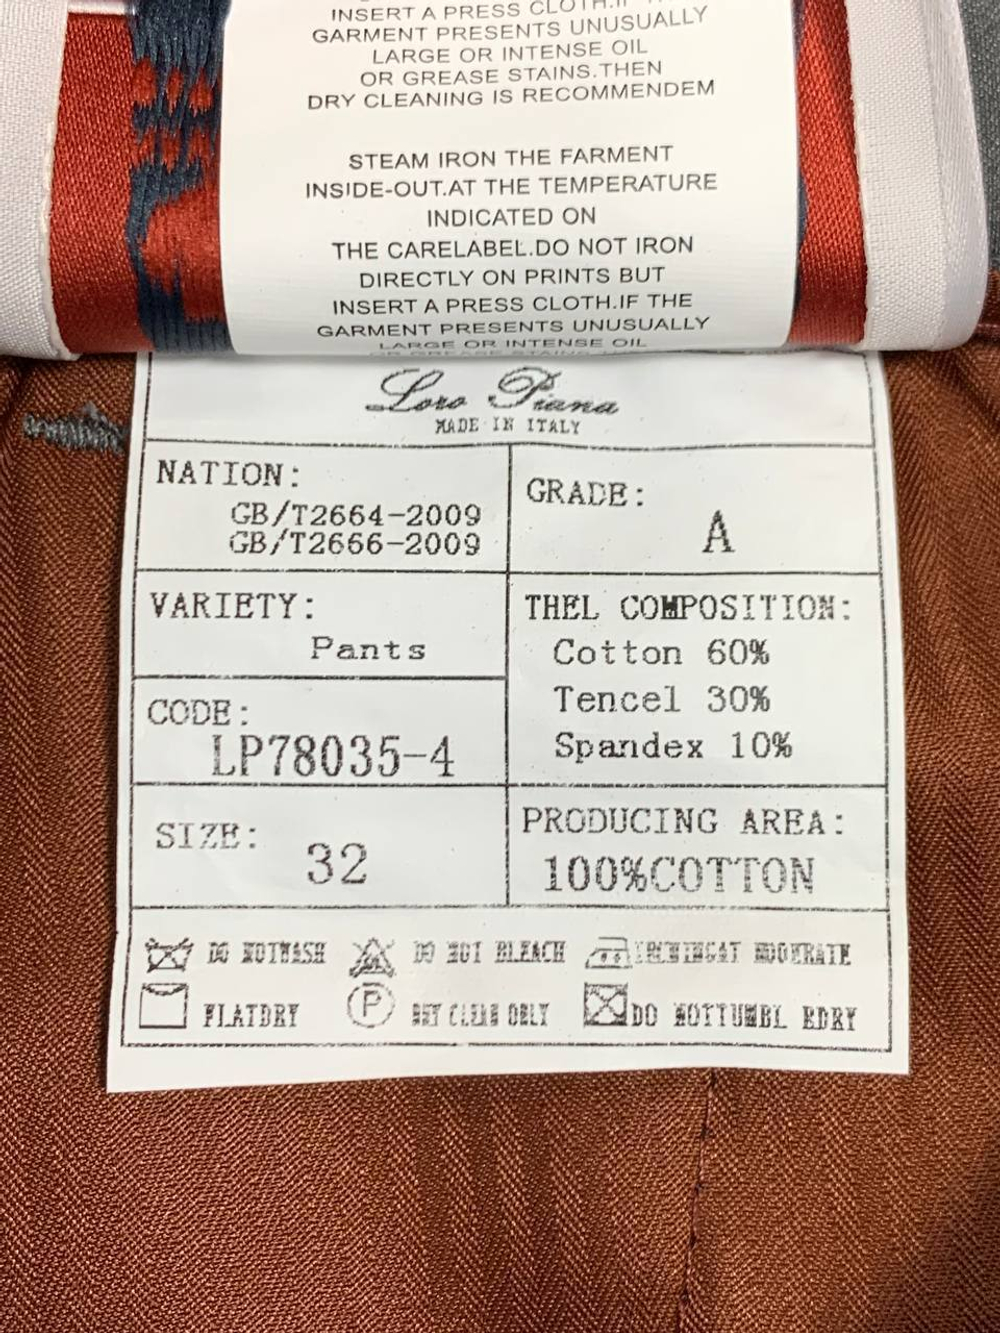 INSERT A PRESS CLOTH.IF THE
GARMENT PRESENTS UNUSUALLY
LARGE OR INTENSE OIL
OR GREASE STAINS.THEN
DRY CLEANING IS RECOMMENDEM
STEAM IRON THE FARMENT
INSIDE-OUT.AT THE TEMPERATURE
INDICATED ON
THE CARELABEL.DO NOT IRON
DIRECTLY ON PRINTS BUT
INSERT A PRESS CLOTH.IF THE
GARMENT PRESENTS UNUSUALLY
LARGE OR INTENSE OIL
OR GREASE STAINS
Loro Piana
MADE IN ITALY
NATION:
GB/T2664-2009
GB/T2666-2009
GRADE:
A
VARIETY:
Pants
THEL COMPOSITION:
Cotton 60%
Tencel 30%
Spandex 10%
CODE:
LP78035-4
SIZE:
32
PRODUCING AREA:
100%COTTON
DO NOTWASH
DO NOT BLEACH
MODERATE
FLATDRY
P
DRY CLEAN ONLY
DO NOTTUMBL EDRY